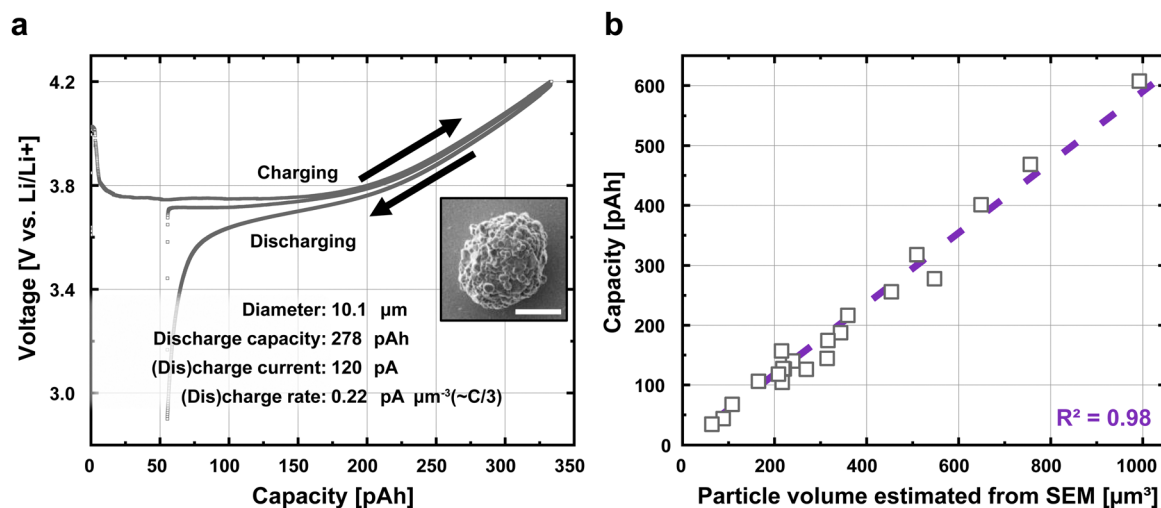 a
4.2
3.8
3.4
3.0
Voltage [V vs. Li/Li+]
Charging
Discharging
Diameter: 10.1 μm
Discharge capacity: 278 pAh
(Dis)charge current: 120 pA
(Dis)charge rate: 0.22 pA μm⁻³(~C/3)
0 50 100 150 200 250 300 350
Capacity [pAh]
b
600
500
400
300
200
100
0
Capacity [pAh]
R² = 0.98
0 200 400 600 800 1000
Particle volume estimated from SEM [μm³]